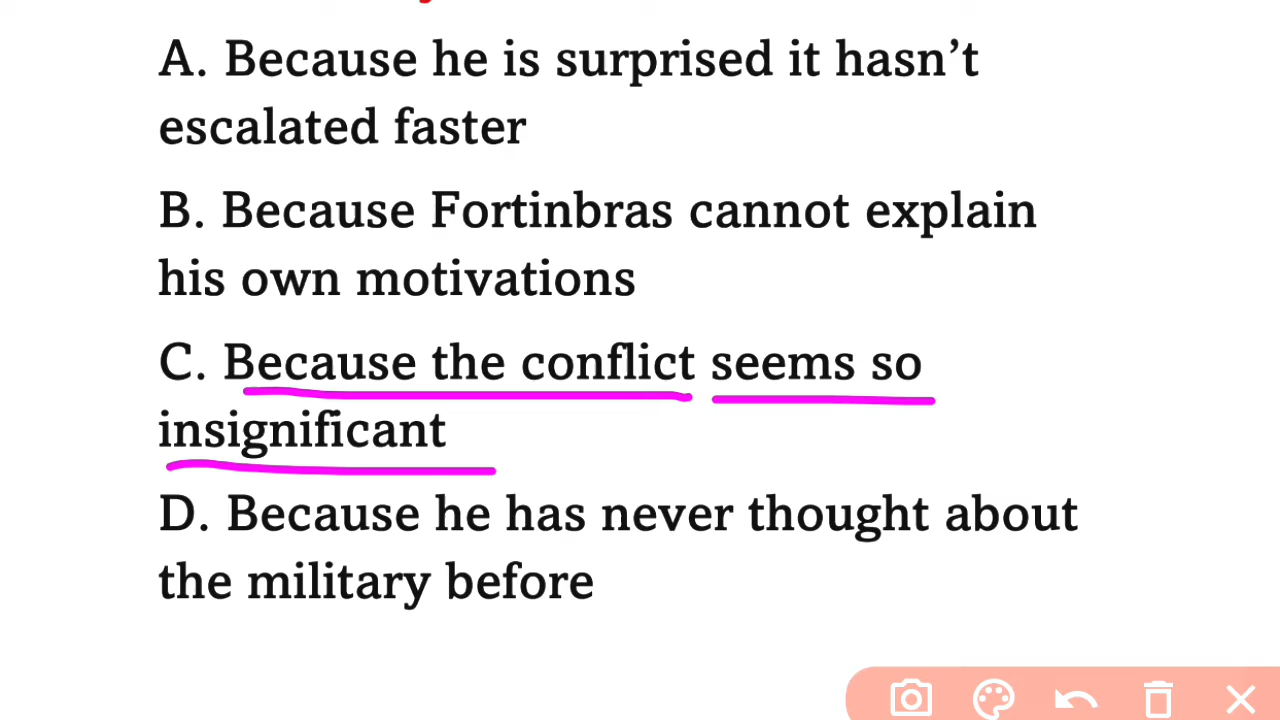 A. Because he is surprised it hasn’t
escalated faster
B. Because Fortinbras cannot explain
his own motivations
C. Because the conflict seems so
insignificant
D. Because he has never thought about
the military before